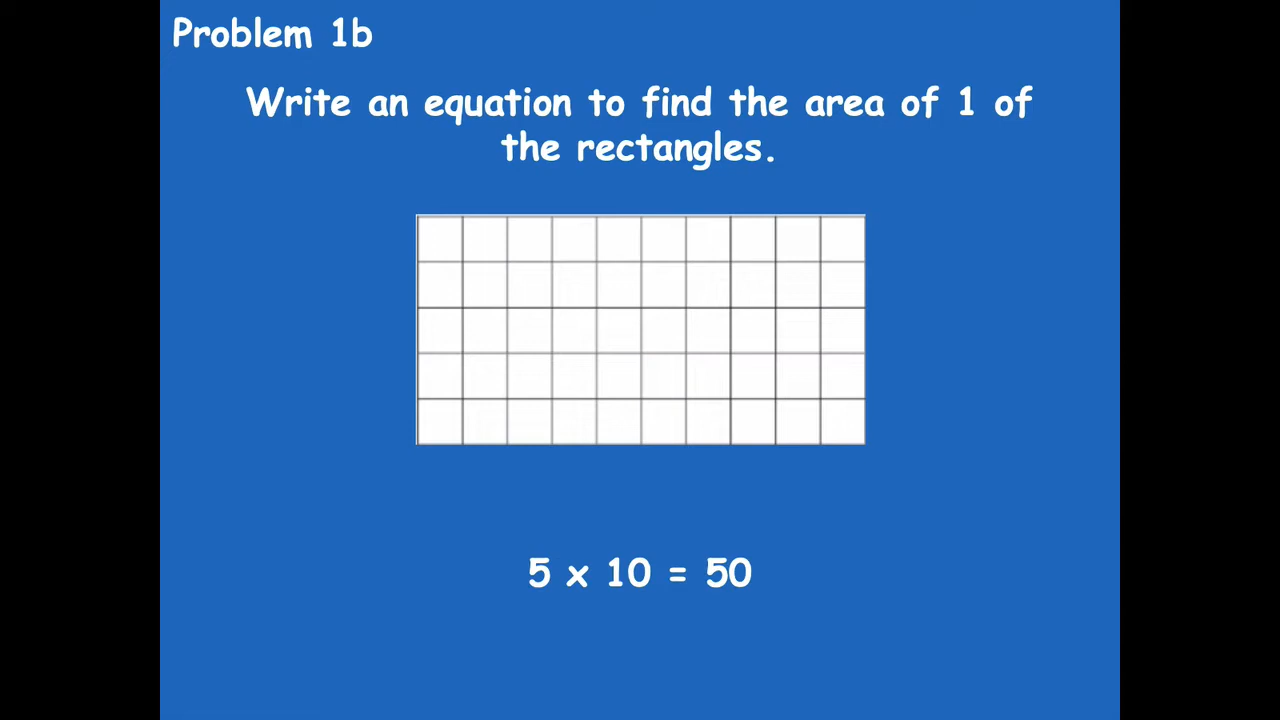 Problem 1b
Write an equation to find the area of 1 of
the rectangles.
5 x 10 = 50